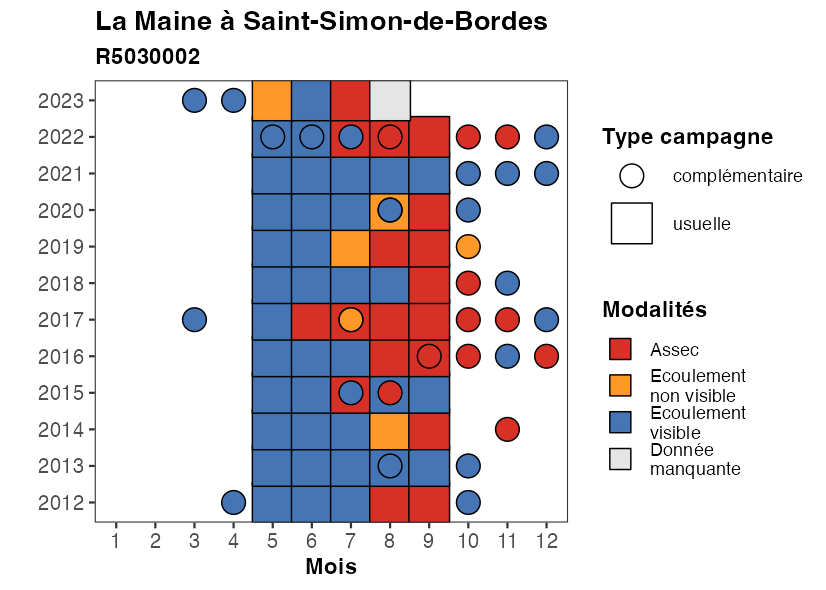 La Maine à Saint-Simon-de-Bordes
R5030002
2023
2022
2021
2020
2019
2018
2017
2016
2015
2014
2013
2012
1 2 3 4 5 6 7 8 9 10 11 12
Mois
Type campagne
complémentaire
usuelle
Modalités
Assec
Ecoulement
non visible
Ecoulement
visible
Donnée
manquante